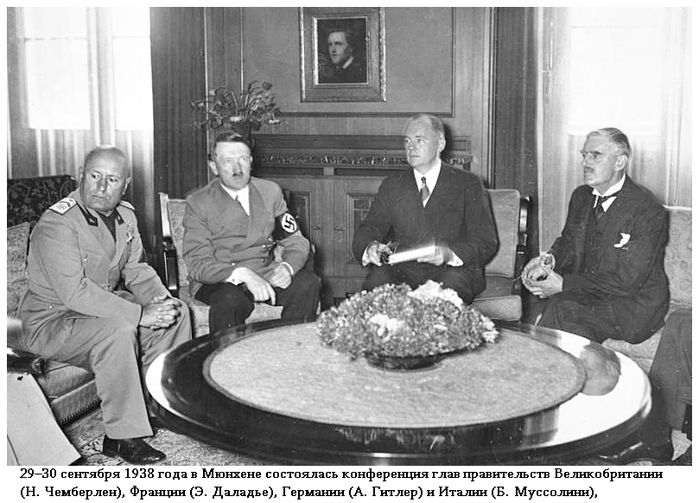 29–30 сентября 1938 года в Мюнхене состоялась конференция глав правительств Великобритании
(Н. Чемберлен), Франции (Э. Даладье), Германии (А. Гитлер) и Италии (Б. Муссолини),